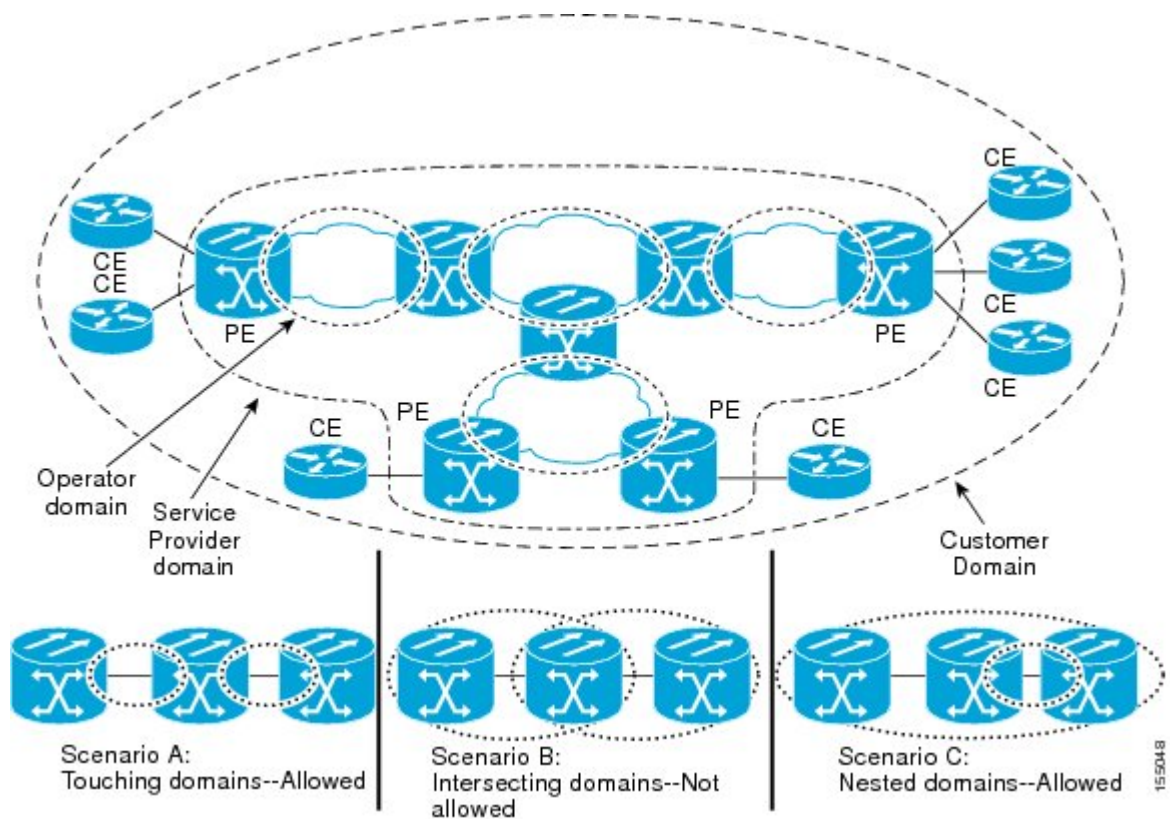 CE
CE
CE
PE
PE
CE
CE
PE
PE
CE
CE
Operator
domain
Service
Provider
domain
Customer
Domain
Scenario A:
Touching domains--Allowed
Scenario B:
Intersecting domains--Not
allowed
Scenario C:
Nested domains--Allowed
155048